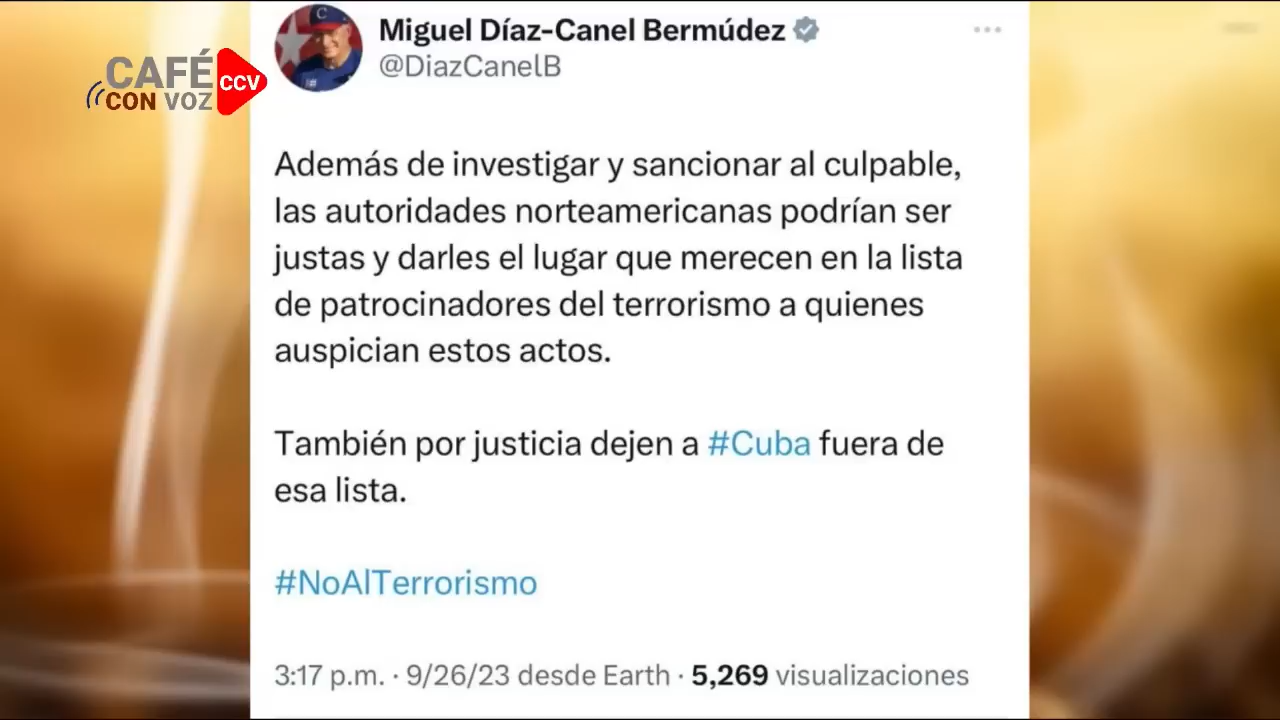 CAFÉ
CON VOZ
CCV
Miguel Díaz-Canel Bermúdez
@DiazCanelB
Además de investigar y sancionar al culpable,
las autoridades norteamericanas podrían ser
justas y darles el lugar que merecen en la lista
de patrocinadores del terrorismo a quienes
auspician estos actos.
También por justicia dejen a #Cuba fuera de
esa lista.
#NoAlTerrorismo
3:17 p.m. · 9/26/23 desde Earth · 5,269 visualizaciones